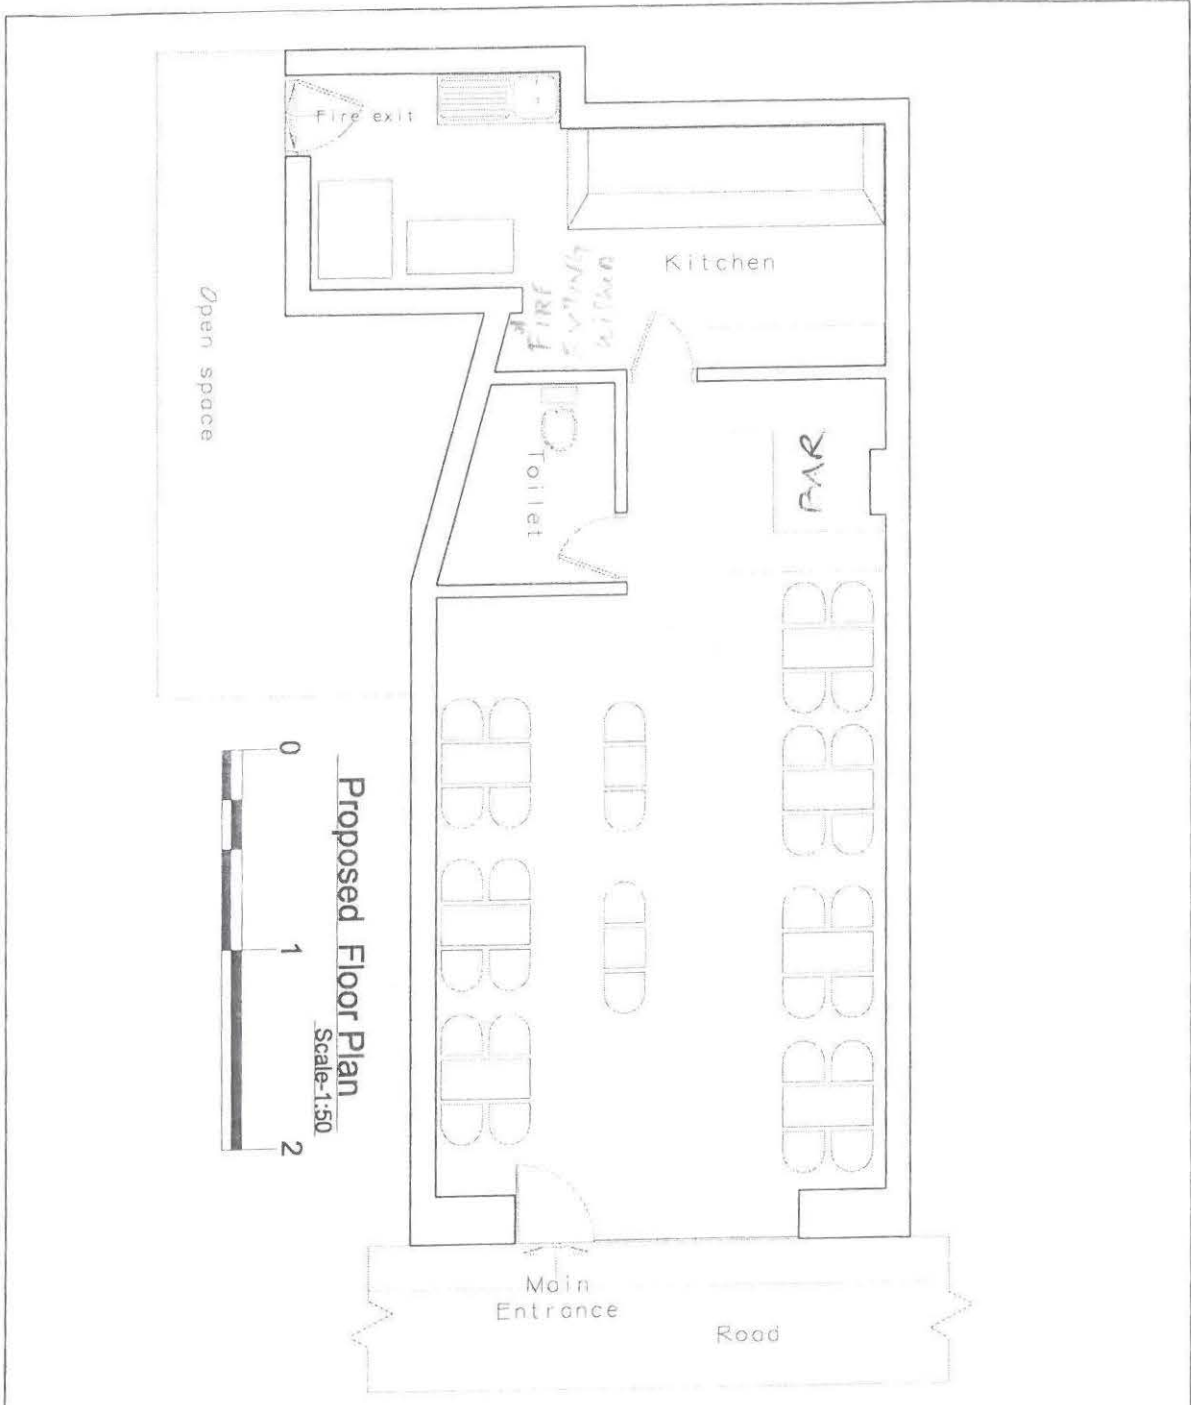 Fire exit
Kitchen
FIRE
Open space
BAR
Toilet
0
1
2
Proposed Floor Plan
Scale-1:50
Main
Entrance
Road